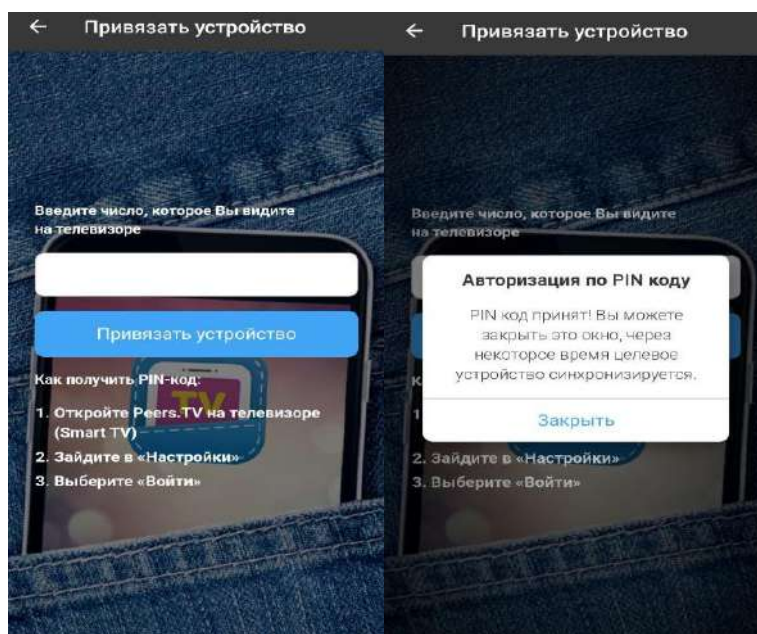 Привязать устройство
Введите число, которое Вы видите
на телевизоре
Привязать устройство
TV
Как получить PIN-код:
1. Откройте Peers.TV на телевизоре
(Smart TV)
2. Зайдите в «Настройки»
3. Выберите «Войти»
Привязать устройство
Введите число, которое Вы видите
на телевизоре
Авторизация по PIN коду
PIN код принят! Вы можете
закрыть это окно, через
некоторое время целевое
устройство синхронизируется.
Закрыть
К
1
2. Зайдите в «Настройки»
3. Выберите «Войти»